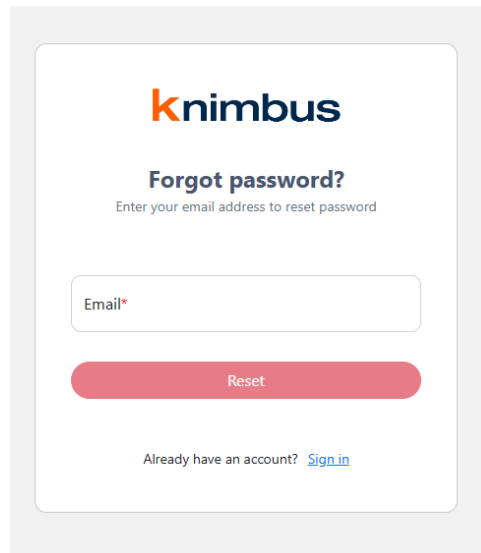 knimbus
Forgot password?
Enter your email address to reset password
Email*
Reset
Already have an account? Sign in